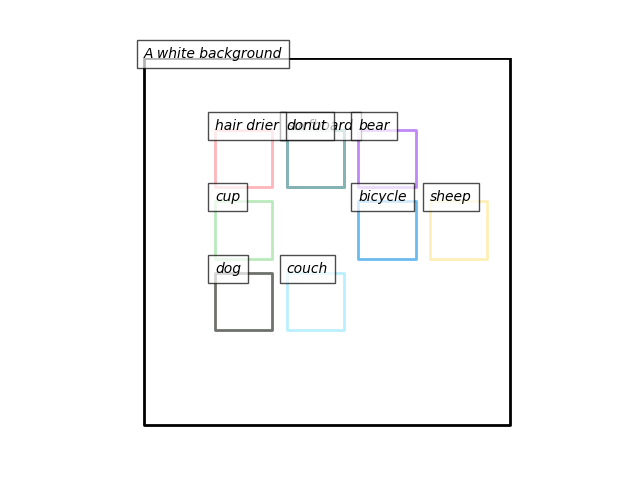 A white background
hair drier
donut
bear
cup
bicycle
sheep
dog
couch